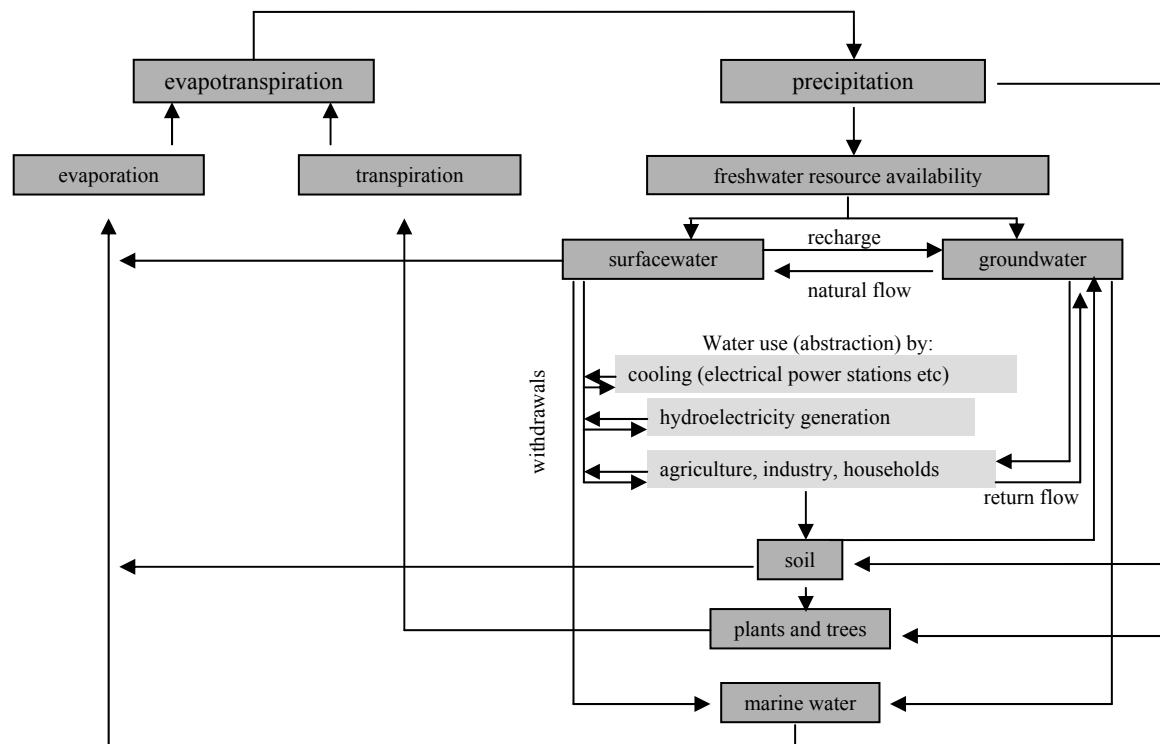 evapotranspiration
precipitation
evaporation
transpiration
freshwater resource availability
recharge
surfacewater
groundwater
natural flow
Water use (abstraction) by:
cooling (electrical power stations etc)
withdrawals
hydroelectricity generation
agriculture, industry, households
return flow
soil
plants and trees
marine water